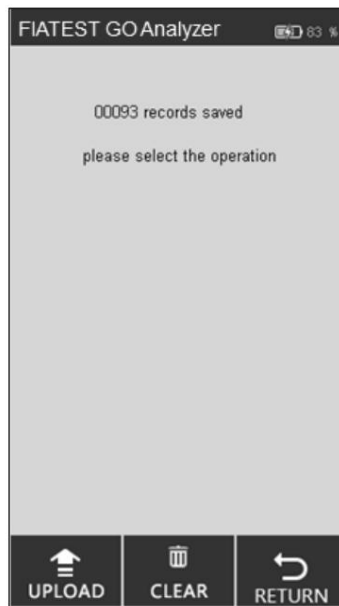 FIATEST GO Analyzer 83 %
00093 records saved
please select the operation
UPLOAD CLEAR RETURN